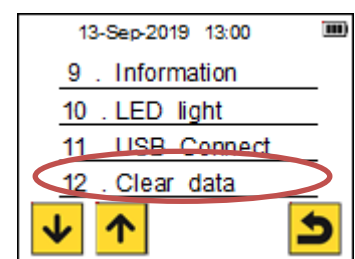 13-Sep-2019 13:00
9 . Information
10 . LED light
11 . USB Connect
12 . Clear data